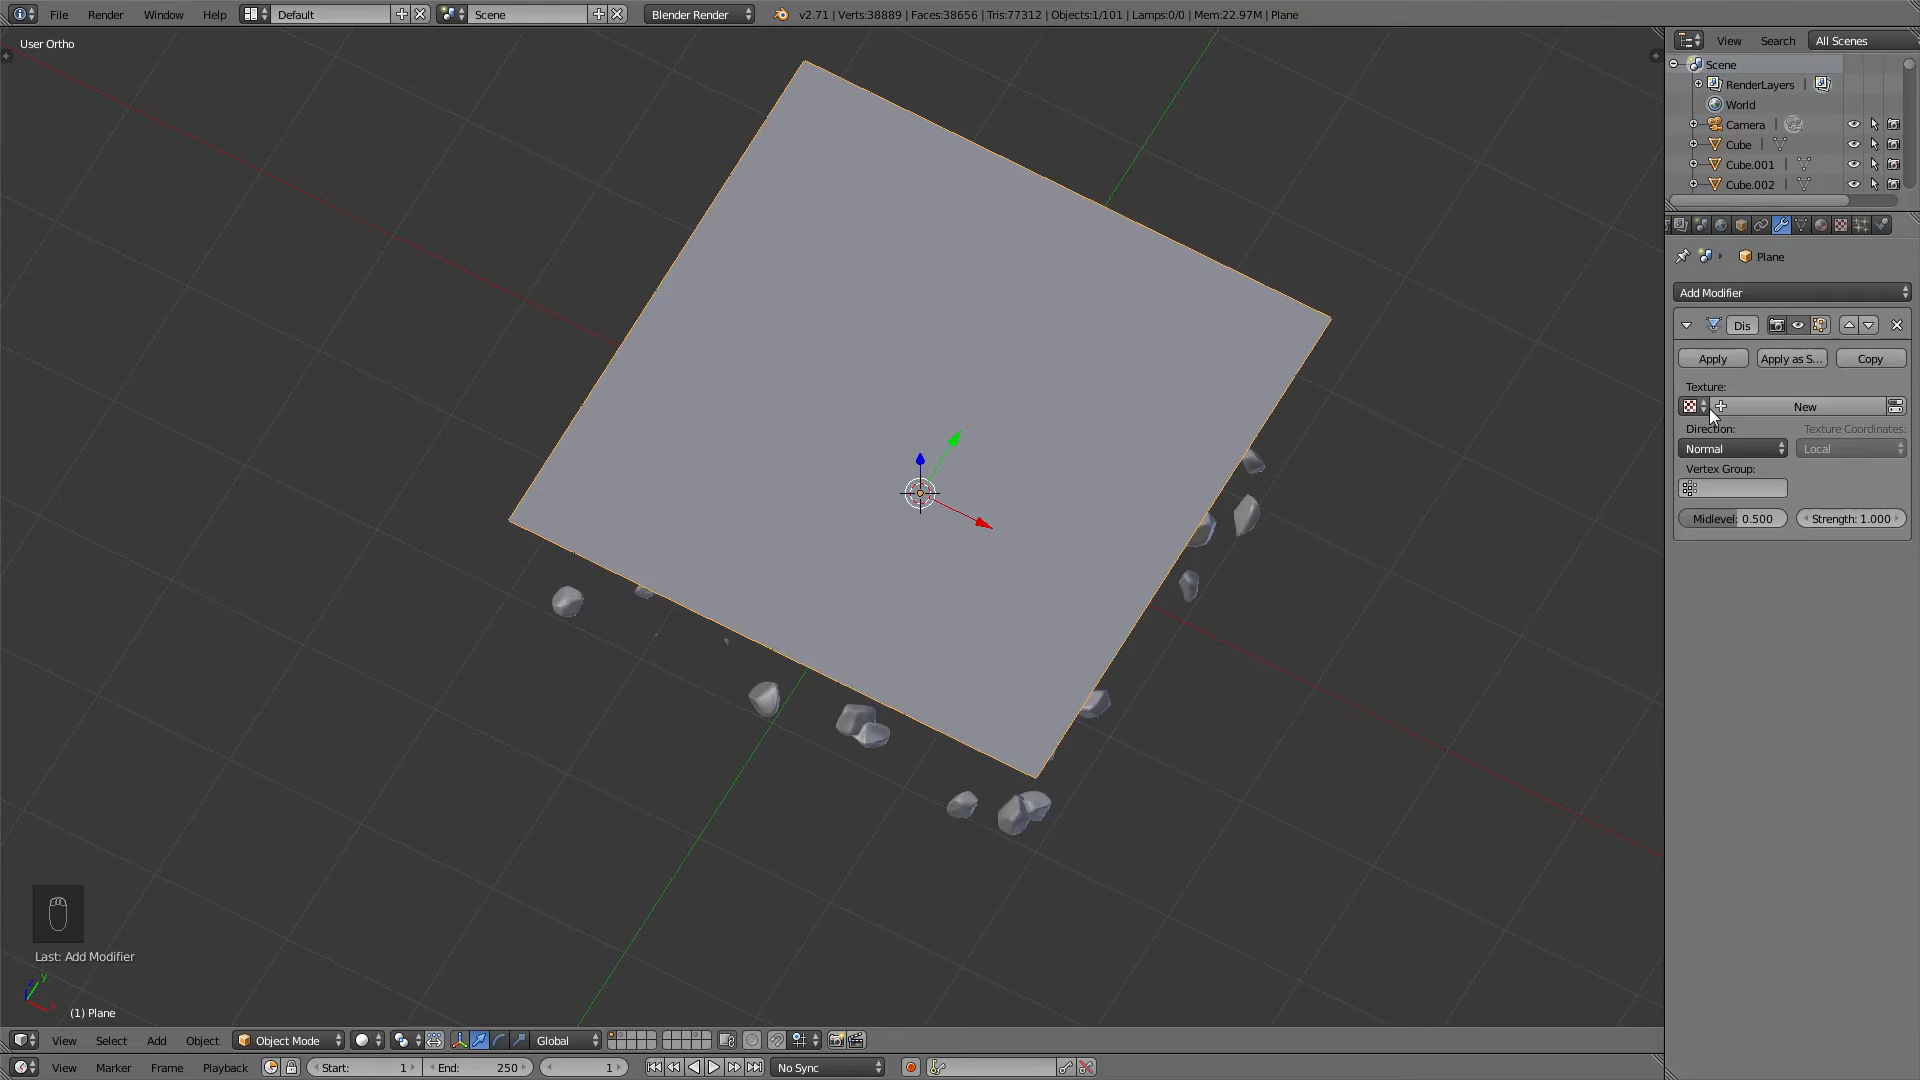 File Render Window Help Default Scene Blender Render v2.71 | Verts:38889 | Faces:38656 | Tris:77312 | Objects:1/101 | Lamps:0/0 | Mem:22.97M | Plane
User Ortho
View Search All Scenes
Scene
RenderLayers
World
Camera
Cube
Cube.001
Cube.002
Plane
Add Modifier
Dis
Apply Apply as S... Copy
Texture:
New
Direction: Texture Coordinates:
Normal Local
Vertex Group:
Midlevel: 0.500 Strength: 1.000
Last: Add Modifier
(1) Plane
View Select Add Object Object Mode Global
View Marker Frame Playback Start: 1 End: 250 1 No Sync